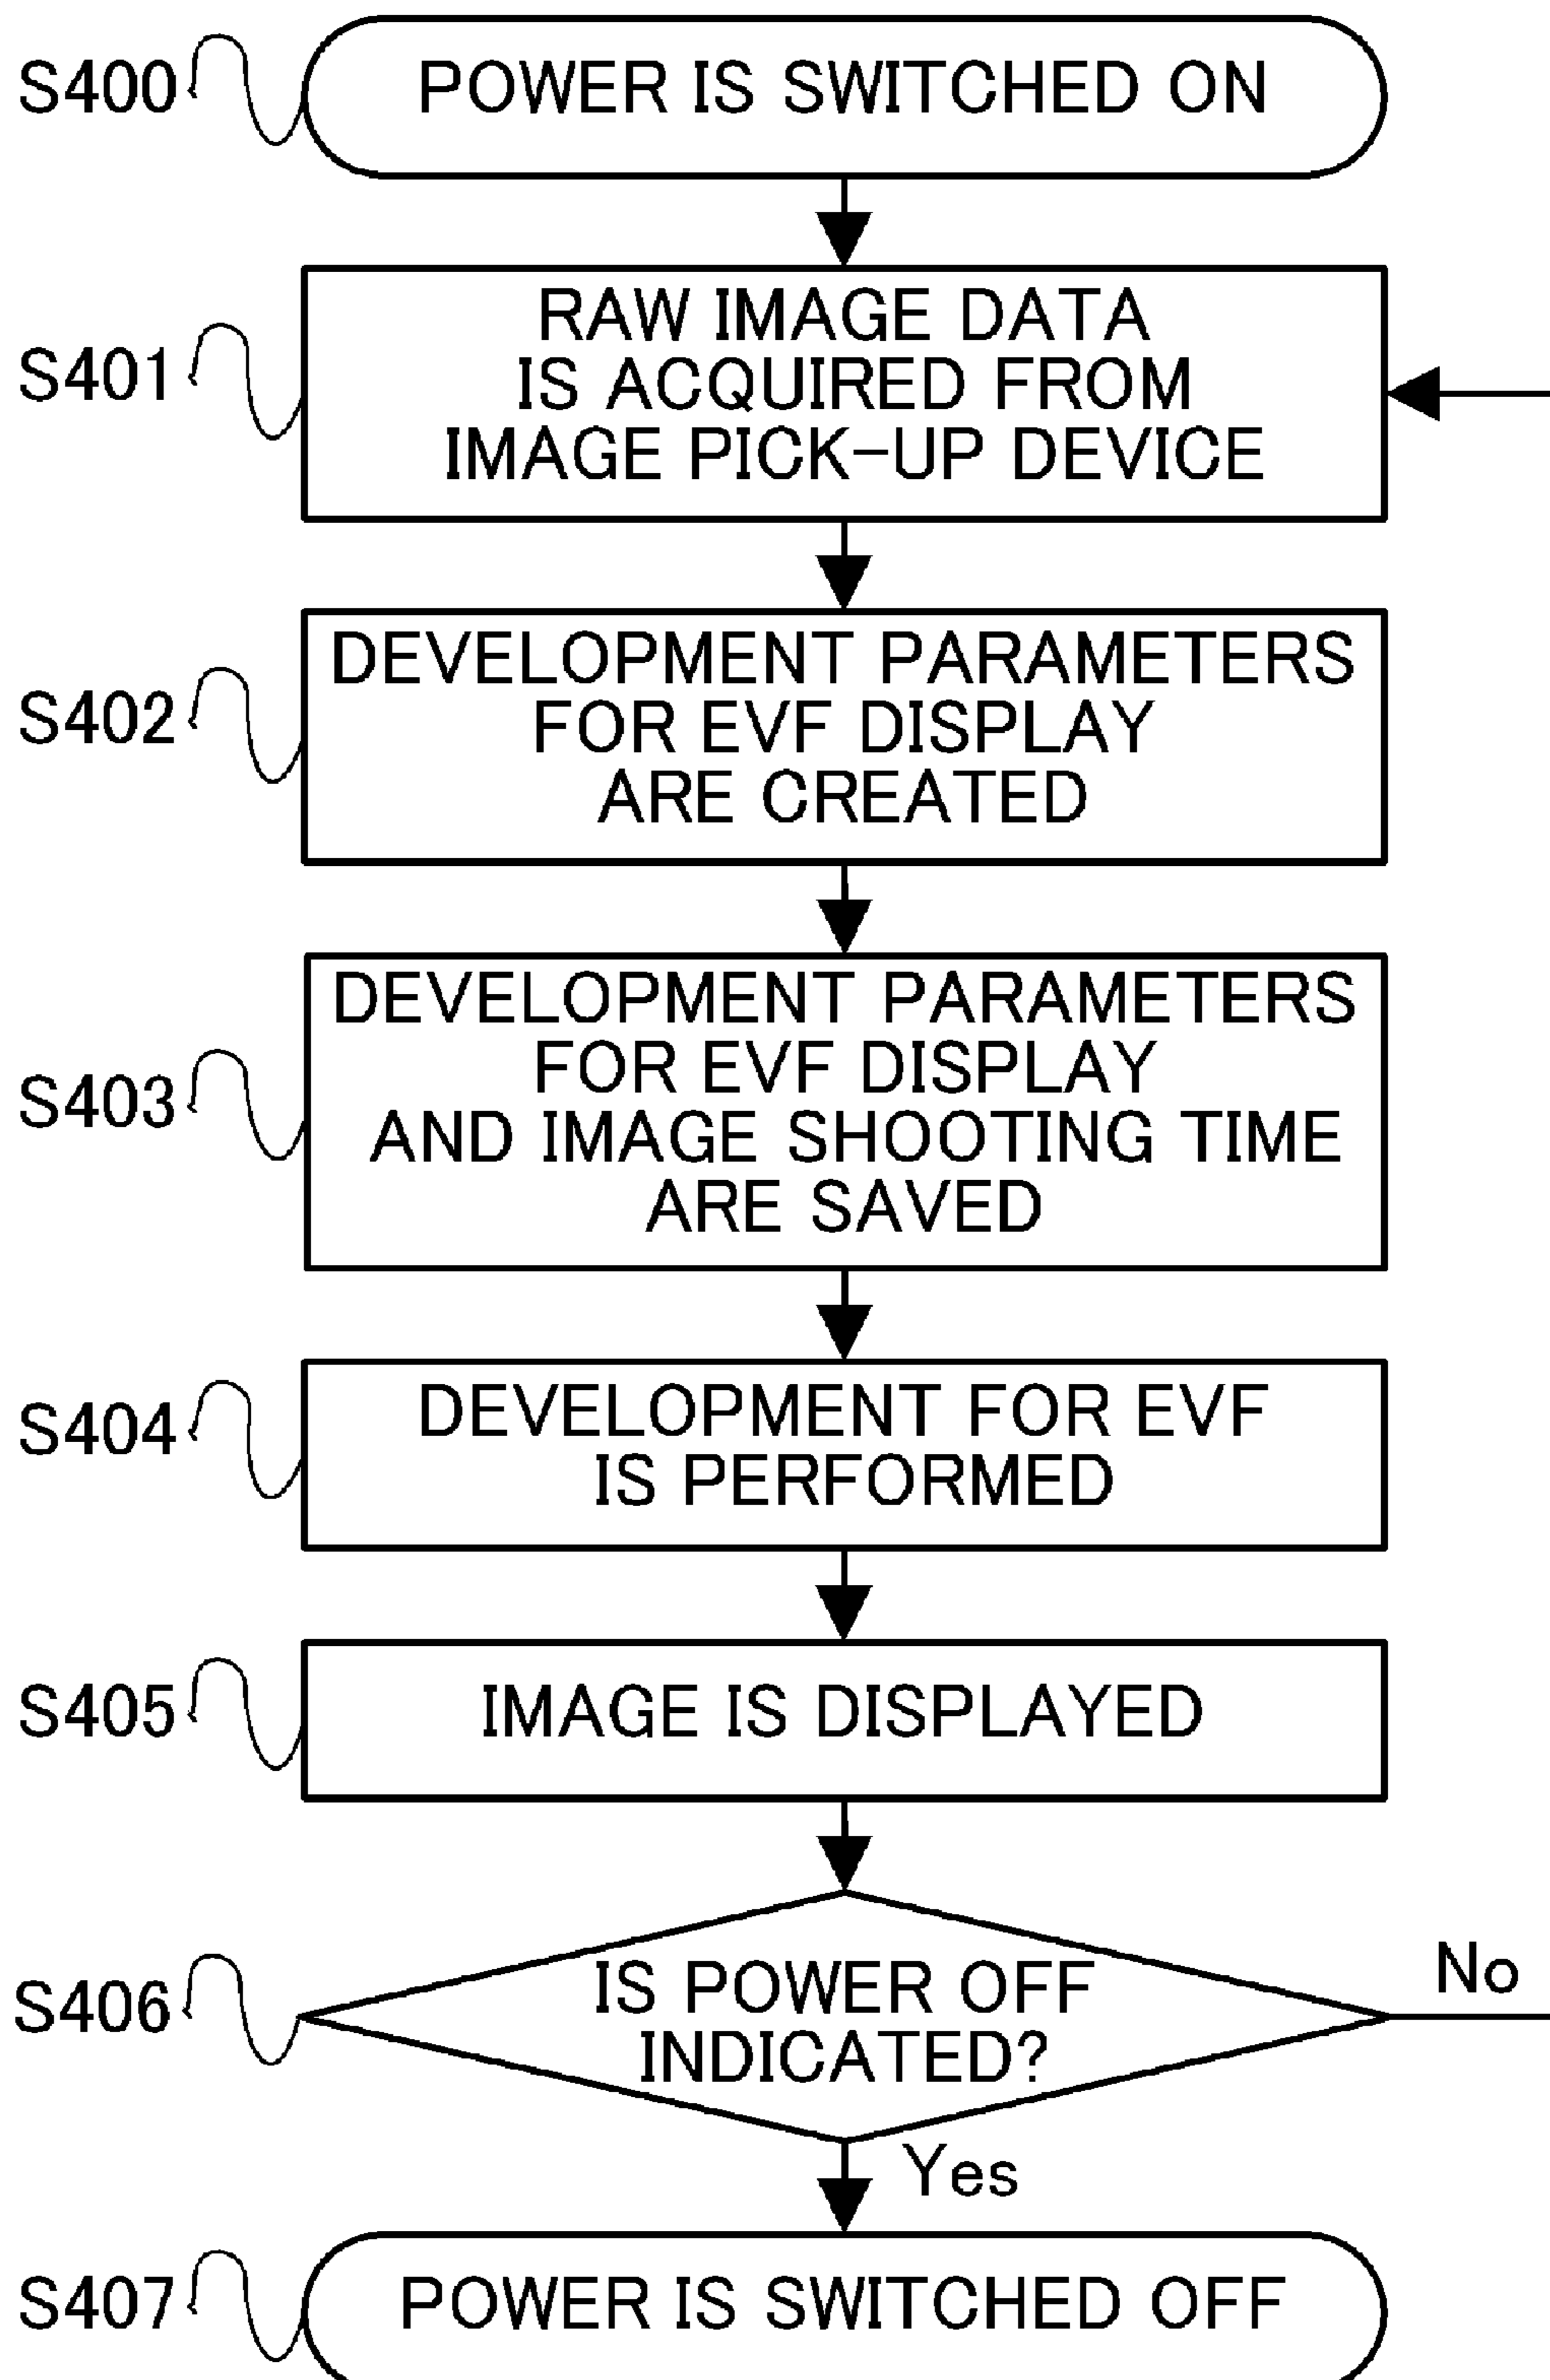 S400
POWER IS SWITCHED ON
S401
RAW IMAGE DATA
IS ACQUIRED FROM
IMAGE PICK-UP DEVICE
S402
DEVELOPMENT PARAMETERS
FOR EVF DISPLAY
ARE CREATED
S403
DEVELOPMENT PARAMETERS
FOR EVF DISPLAY
AND IMAGE SHOOTING TIME
ARE SAVED
S404
DEVELOPMENT FOR EVF
IS PERFORMED
S405
IMAGE IS DISPLAYED
S406
IS POWER OFF
INDICATED?
No
Yes
S407
POWER IS SWITCHED OFF